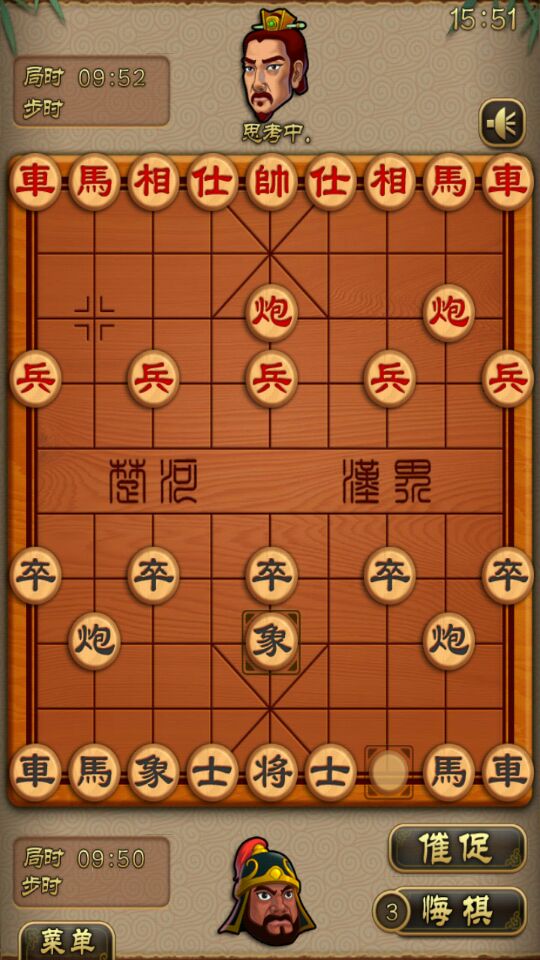 15:51
局时 09:52
步时
思考中.
車馬相仕帥仕相馬車
炮炮
兵兵兵兵兵
楚河 漢界
卒卒卒卒卒
炮象炮
車馬象士将士馬車
局时 09:50
步时
催促
3 悔棋
菜单